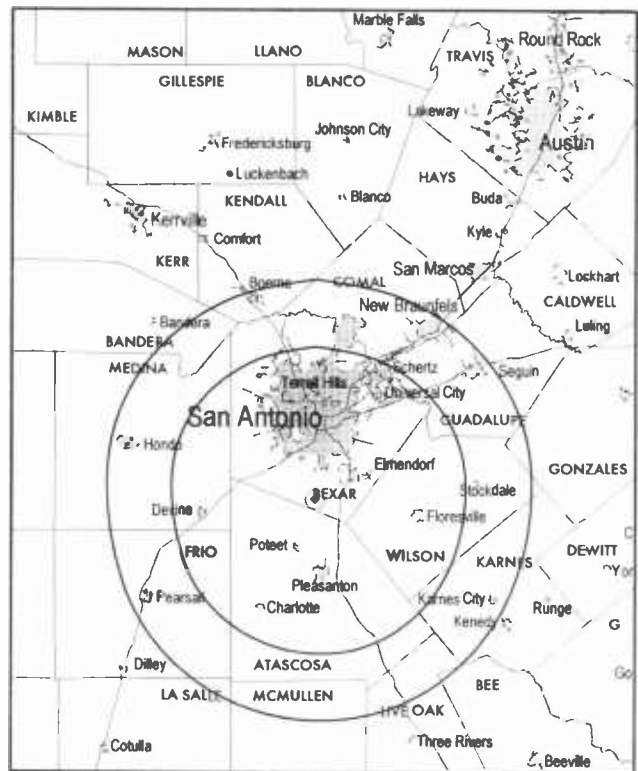 Marble Falls
Round Rock
MASON
LLANO
TRAVIS
GILLESPIE
BLANCO
KIMBLE
Lakeway
Johnson City
Fredericksburg
Austin
Luckenbach
HAYS
KENDALL
Blanco
Buda
Kerrville
Comfort
Kyle
KERR
San Marcos
Lockhart
Boerne
COMAL
CALDWELL
New Braunfels
Bandera
Luling
BANDERA
MEDINA
Schertz
Seguin
Terrell Hills
Universal City
San Antonio
GUADALUPE
Hondo
Elmendorf
GONZALES
BEXAR
Stockdale
Devine
Floresville
FRIO
Poteet
WILSON
KARNES
DEWITT
Yor
Pleasanton
Pearsall
Charlotte
Karnes City
Runge
Kenedy
G
Dilley
ATASCOSA
Go
BEE
LA SALLE
MCMULLEN
LIVE OAK
Cotulla
Three Rivers
Beeville